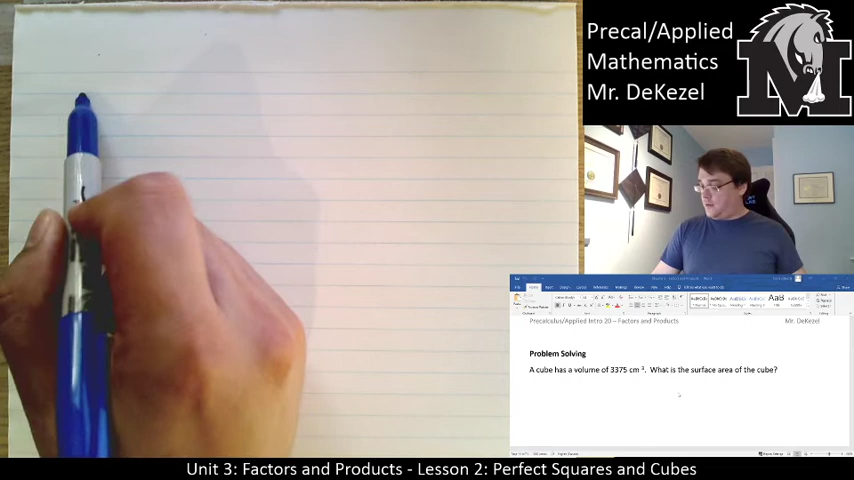 Precal/Applied
Mathematics
Mr. DeKezel
M
Precalculus/Applied Intro 20 – Factors and Products
Mr. DeKezel
Problem Solving
A cube has a volume of 3375 cm ³. What is the surface area of the cube?
Unit 3: Factors and Products - Lesson 2: Perfect Squares and Cubes